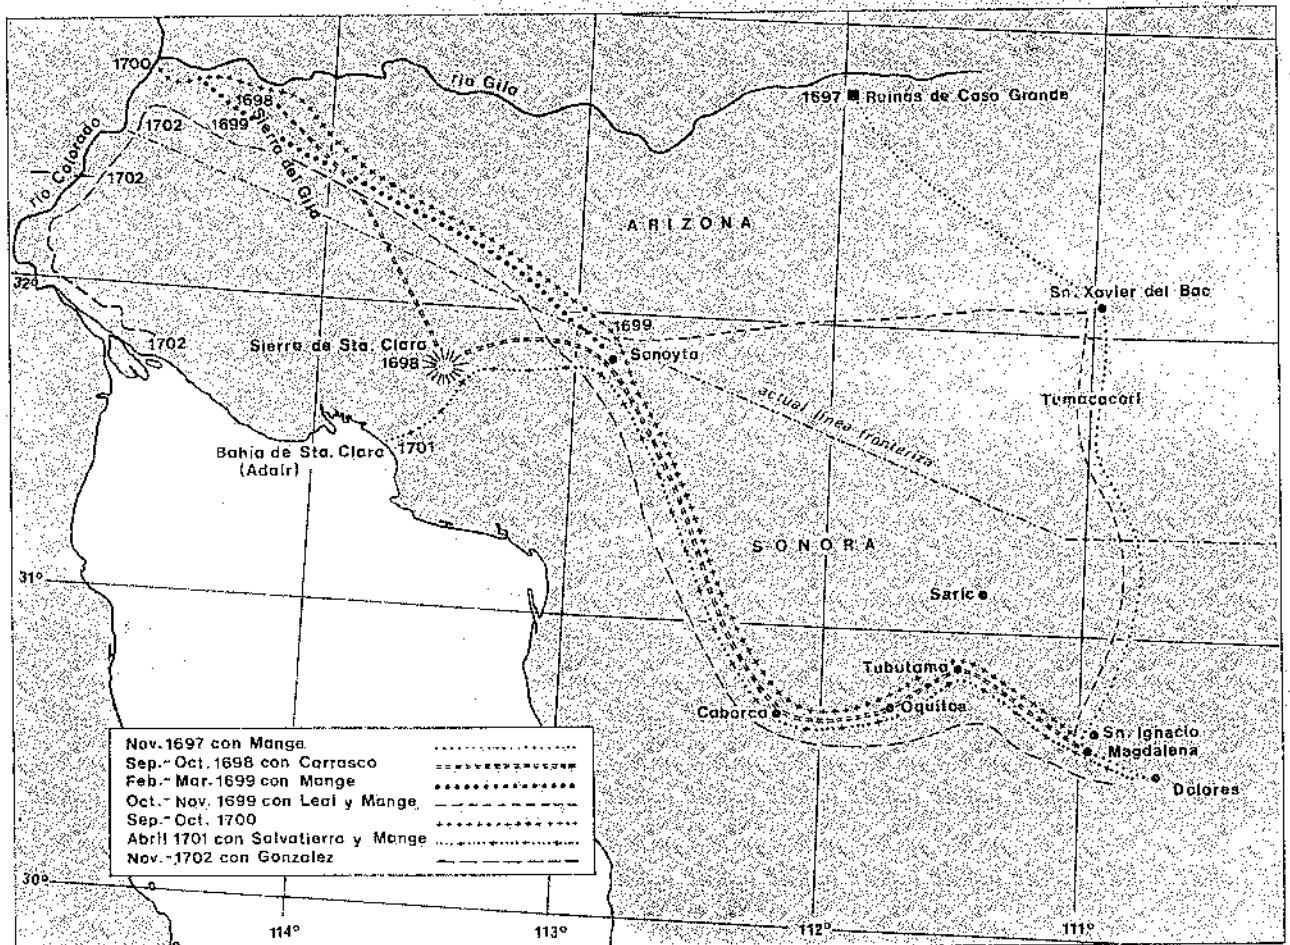 1700
río Gila
1698
1699
Sierra del Gila
1697
Ruinas de Casa Grande
1702
río Colorado
1702
ARIZONA
32°
Sn. Xavier del Bac
1702
Sierra de Sta. Clara
1698
1699
Sonoyta
Tumacacori
actual línea fronteriza
Bahía de Sta. Clara
(Adair)
1701
SONORA
31°
Saric
Tubutama
Caborca
Oquitoa
Sn. Ignacio
Magdalena
Dolores
Nov. 1697 con Mange
Sep.-Oct. 1698 con Carrasco
Feb.-Mar. 1699 con Mange
Oct.-Nov. 1699 con Leal y Mange
Sep.-Oct. 1700
Abril 1701 con Salvatierra y Mange
Nov.-1702 con Gonzalez
30°
114°
113°
112°
111°